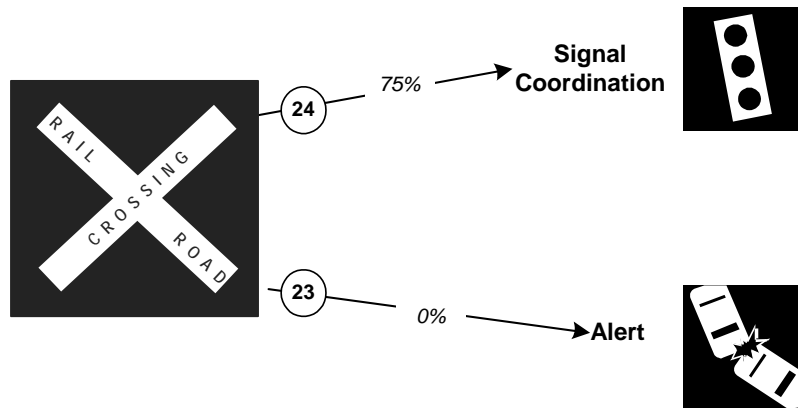 RAIL
CROSSING
ROAD
24
75%
Signal
Coordination
23
0%
Alert